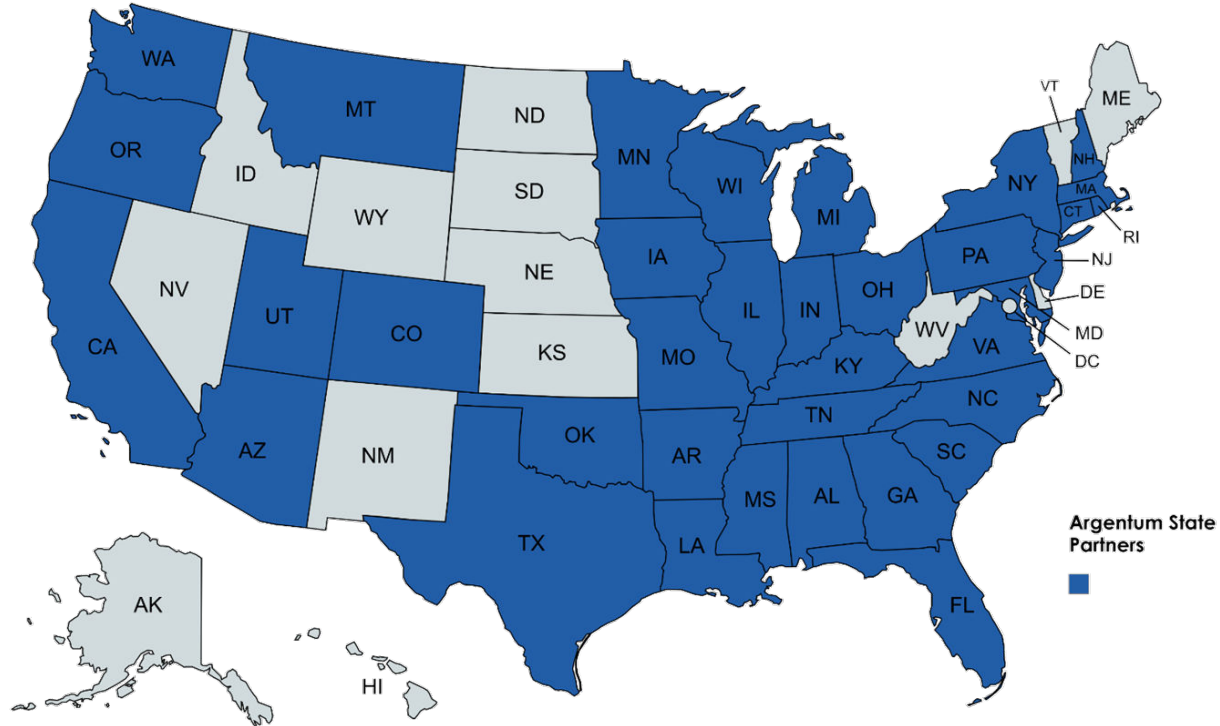 WA
MT
ND
MN
VT
ME
OR
ID
SD
WI
NY
NH
WY
MI
MA
CT
RI
IA
NE
PA
NJ
NV
UT
CO
IL
IN
OH
DE
CA
KS
MO
WV
MD
KY
VA
DC
TN
NC
AZ
NM
OK
AR
SC
MS
AL
GA
TX
LA
Argentum State
Partners
AK
FL
HI